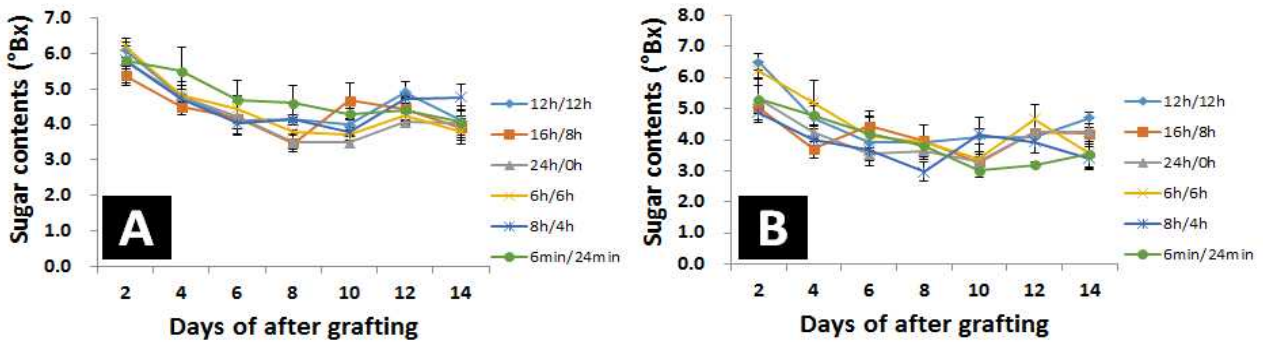 Sugar contents (°Bx)
7.0
6.0
5.0
4.0
3.0
2.0
1.0
0.0
A
2 4 6 8 10 12 14
Days of after grafting
12h/12h
16h/8h
24h/0h
6h/6h
8h/4h
6min/24min
Sugar contents (°Bx)
8.0
7.0
6.0
5.0
4.0
3.0
2.0
1.0
0.0
B
2 4 6 8 10 12 14
Days of after grafting
12h/12h
16h/8h
24h/0h
6h/6h
8h/4h
6min/24min